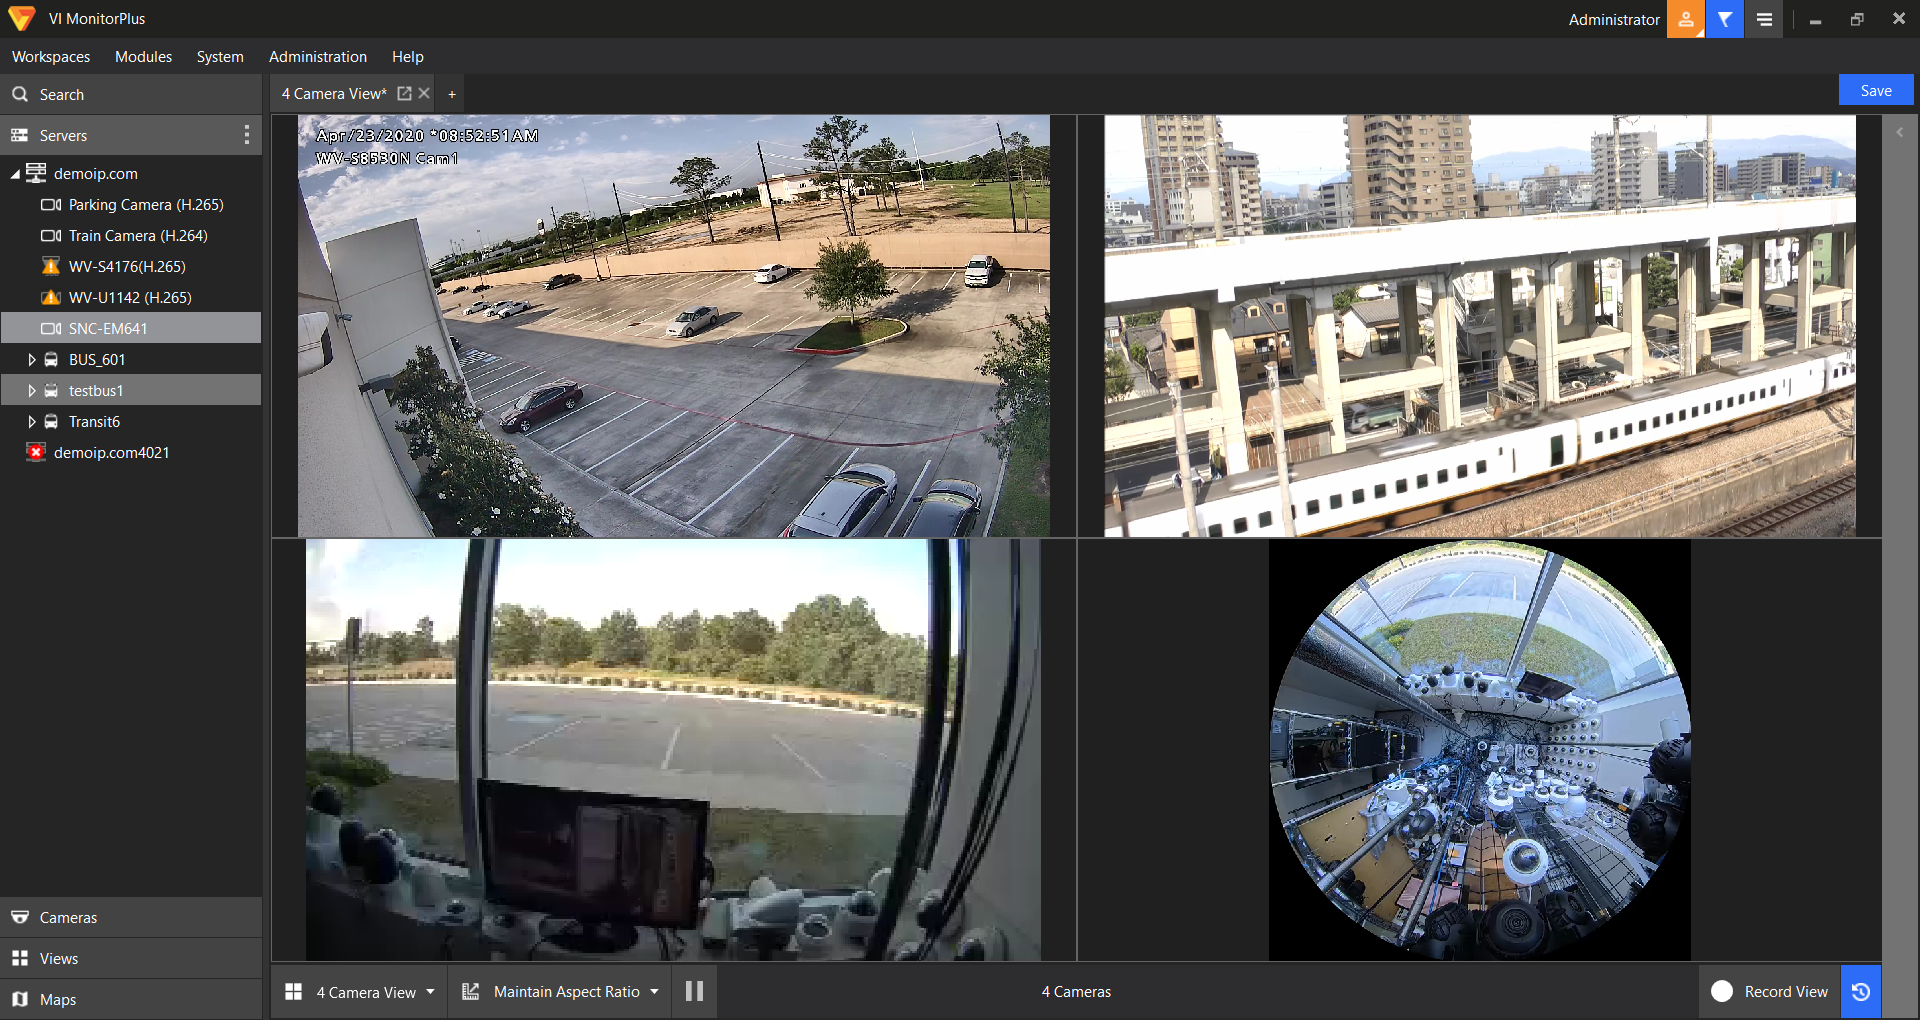 VI MonitorPlus
Administrator
Workspaces Modules System Administration Help
Search
4 Camera View* +
Save
Servers
demoip.com
Parking Camera (H.265)
Train Camera (H.264)
WV-S4176(H.265)
WV-U1142 (H.265)
SNC-EM641
BUS_601
testbus1
Transit6
demoip.com4021
Apr/23/2020 *08:52:51AM
WV-S8530N Cam1
Cameras
Views
Maps
4 Camera View
Maintain Aspect Ratio
4 Cameras
Record View